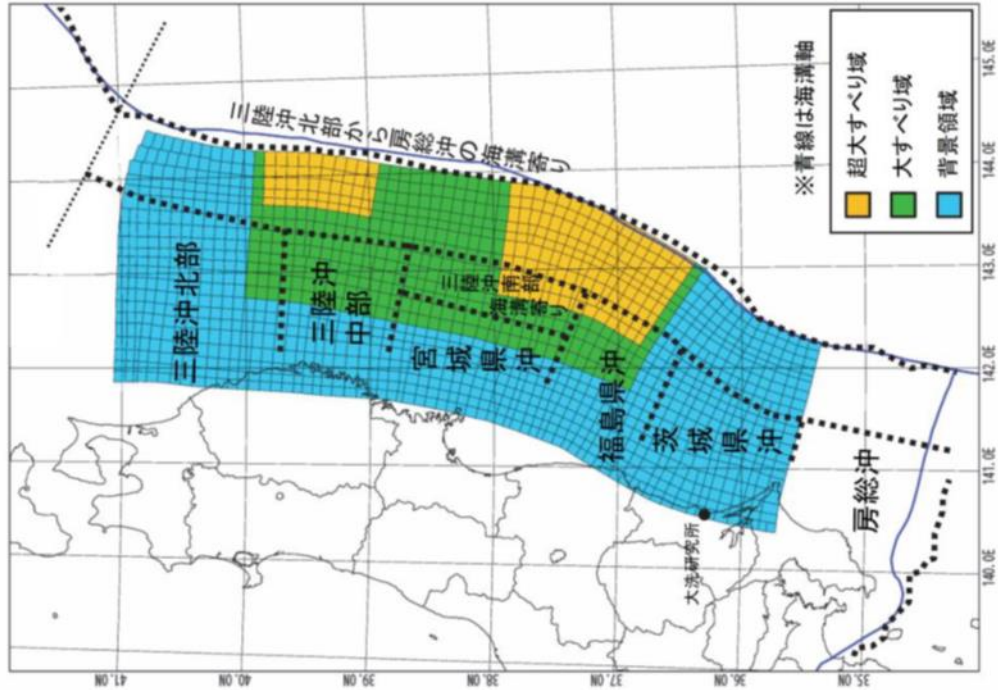 三陸沖北部から房総沖の海溝寄り
三陸沖北部
三陸沖
中部
三陸沖南部
海溝寄り
宮城県沖
福島県沖
茨城県沖
房総沖
大洗研究所
※青線は海溝軸
超大すべり域
大すべり域
背景領域
41.0N
40.0N
39.0N
38.0N
37.0N
36.0N
35.0N
140.0E
141.0E
142.0E
143.0E
144.0E
145.0E